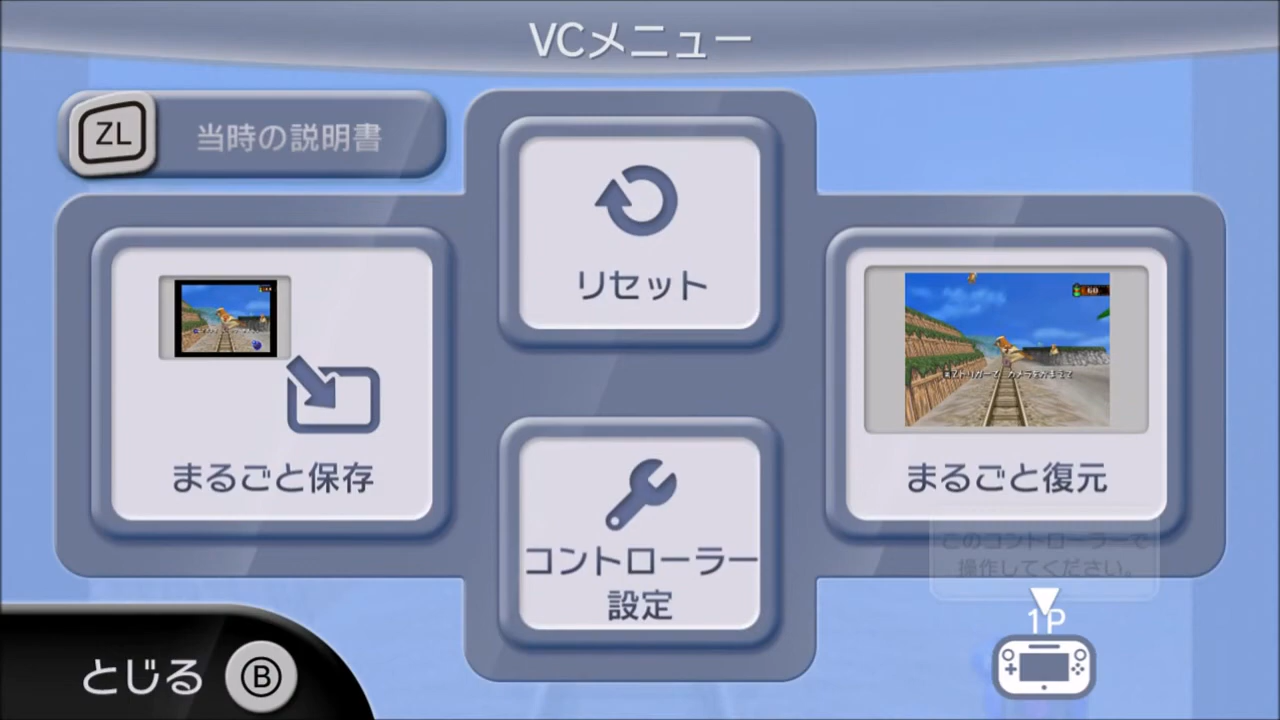 VCメニュー
ZL
当時の説明書
リセット
まるごと保存
60
まるごと復元
コントローラー
設定
このコントローラーで
操作してください。
1P
とじる
B